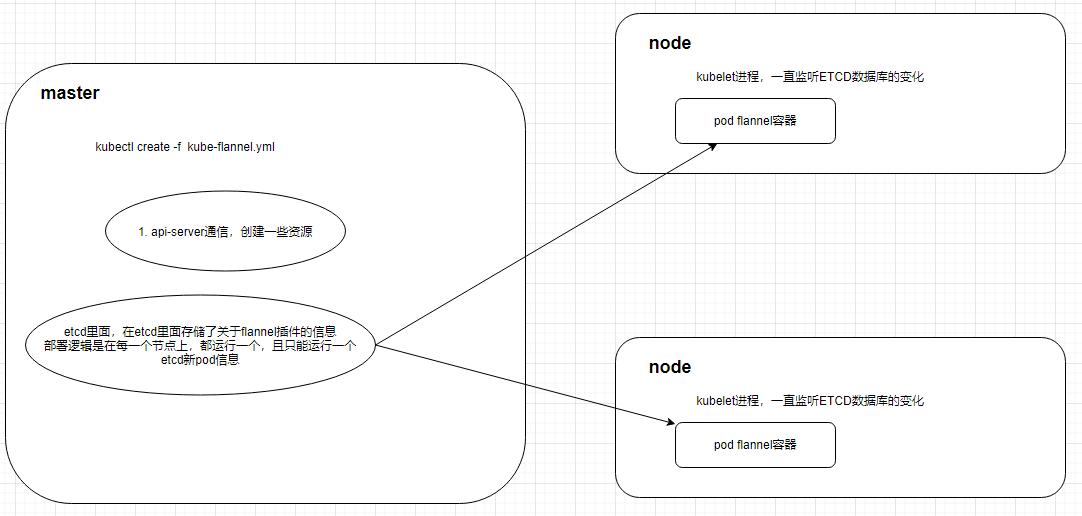 master
kubectl create -f kube-flannel.yml
1. api-server通信，创建一些资源
etcd里面，在etcd里面存储了关于flannel插件的信息
部署逻辑是在每一个节点上，都运行一个，且只能运行一个
etcd新pod信息
node
kubelet进程，一直监听ETCD数据库的变化
pod flannel容器
node
kubelet进程，一直监听ETCD数据库的变化
pod flannel容器